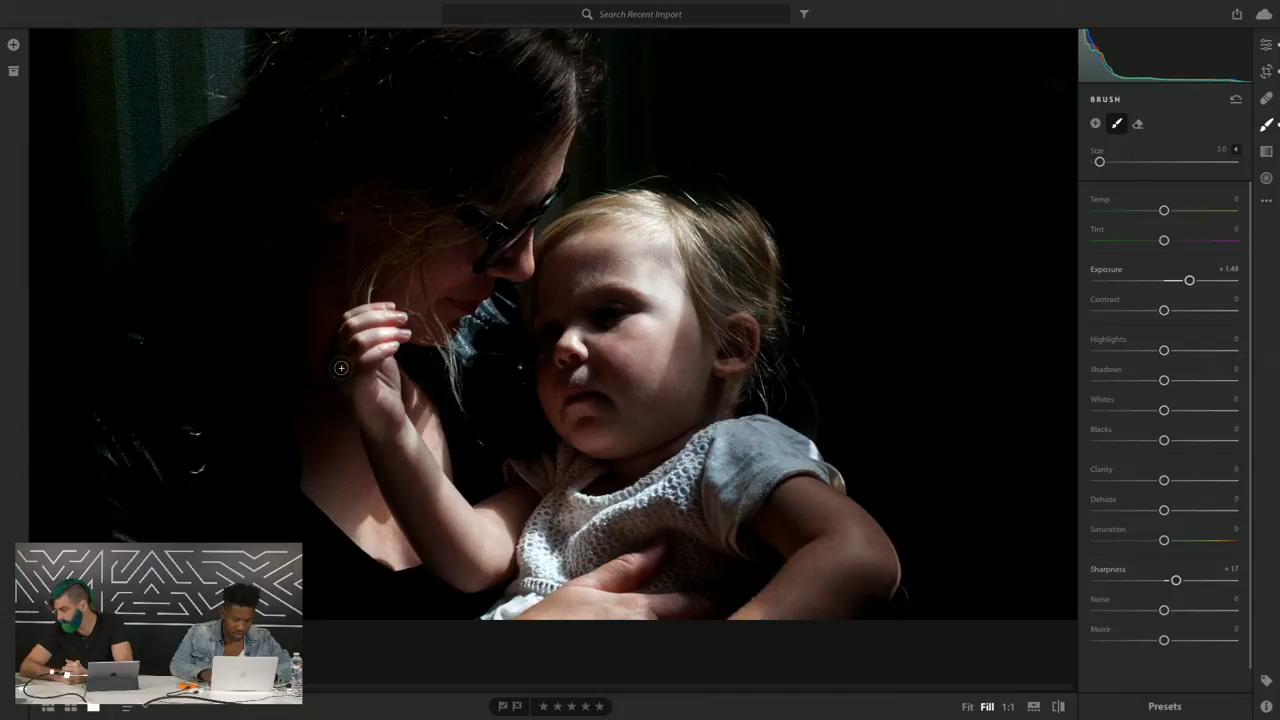 Search Recent Import
BRUSH
Size 3.0
Temp 0
Tint 0
Exposure + 1.49
Contrast 0
Highlights 0
Shadows 0
Whites 0
Blacks 0
Clarity 0
Dehaze 0
Saturation 0
Sharpness + 17
Noise 0
Moire 0
Fit Fill 1:1
Presets